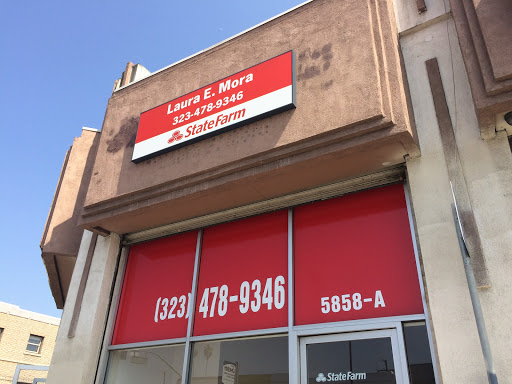 Laura E. Mora
323-478-9346
StateFarm
(323) 478-9346
5858-A
StateFarm